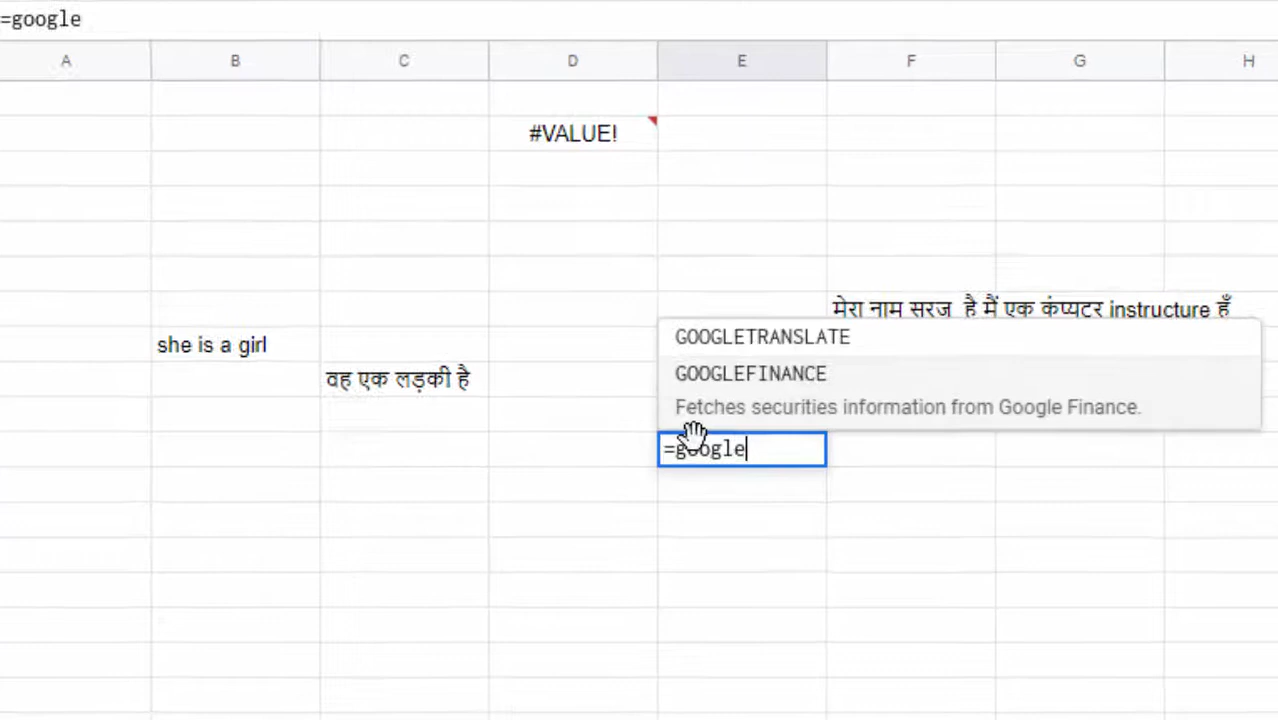 =google
A B C D E F G H
#VALUE!
मेरा नाम सरज है मैं एक कंप्यटर instructure हूँ
she is a girl
GOOGLETRANSLATE
वह एक लड़की है
GOOGLEFINANCE
Fetches securities information from Google Finance.
=google